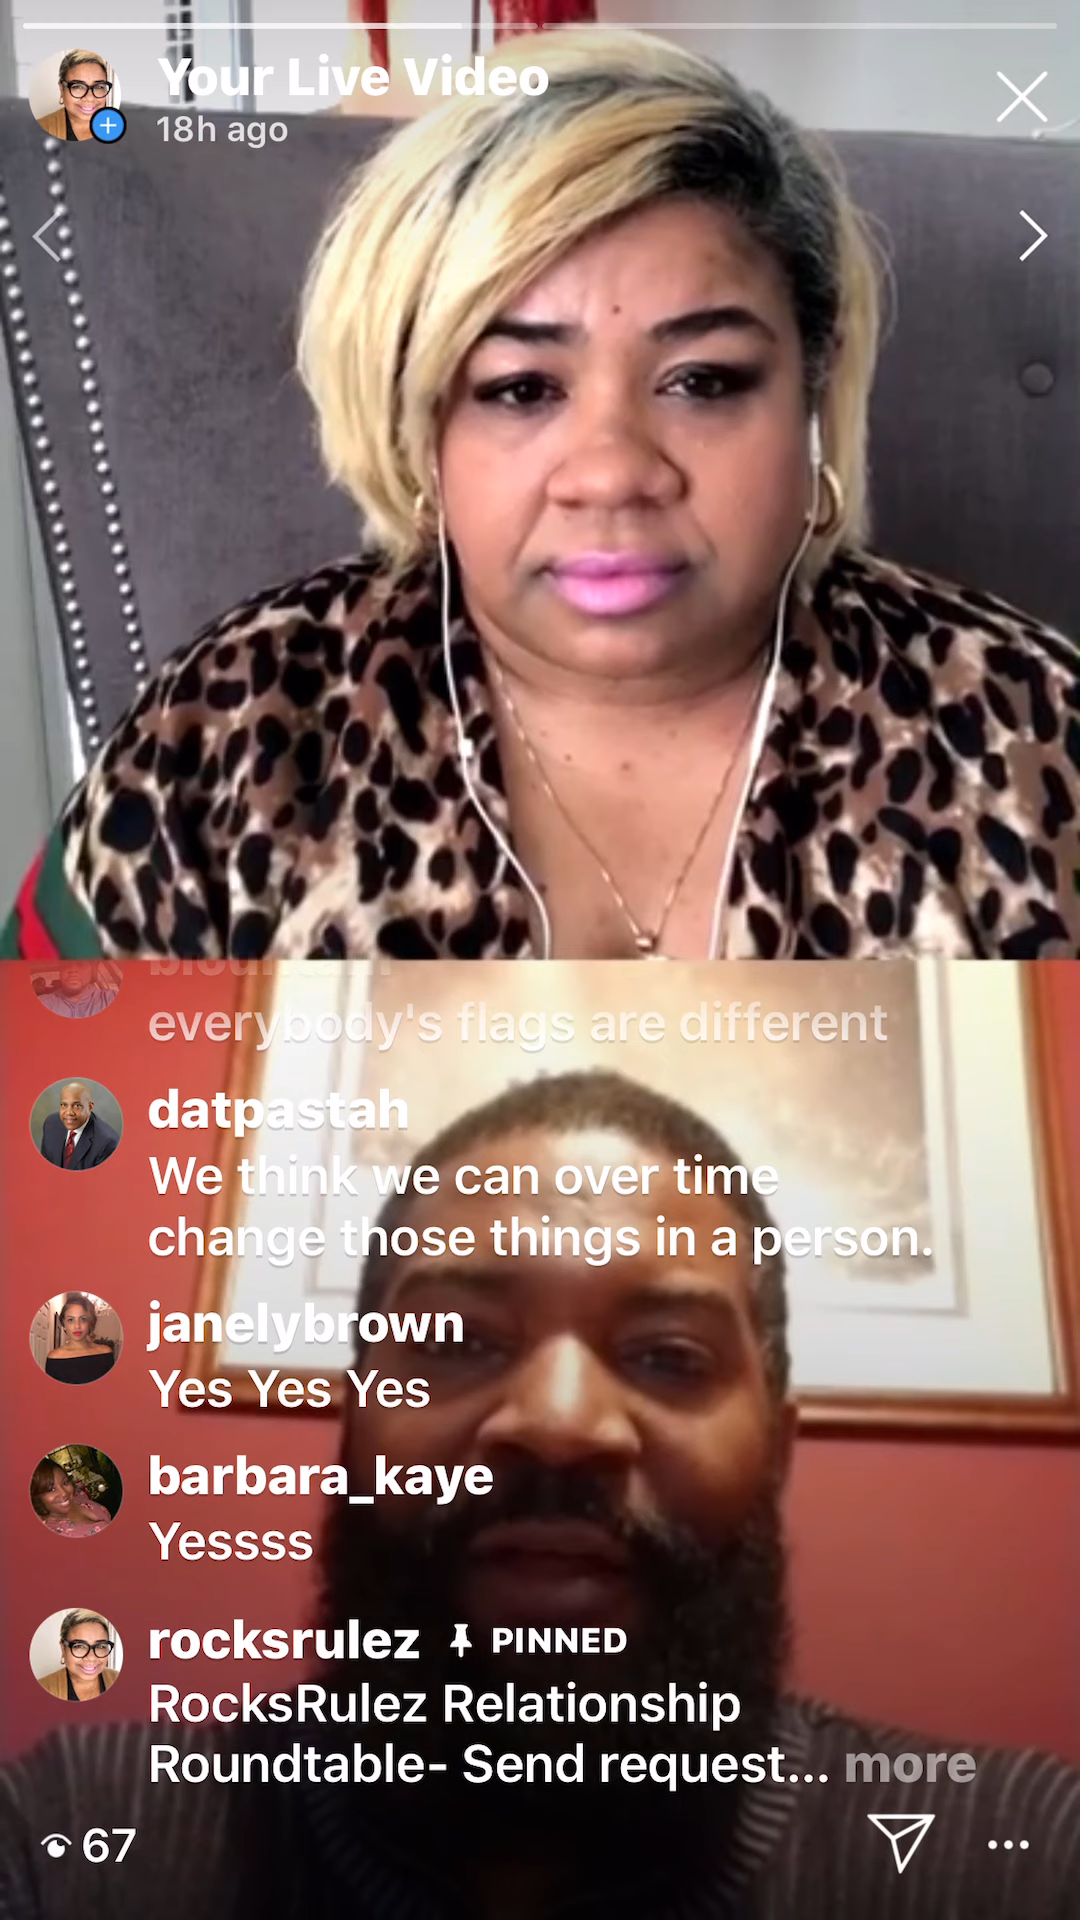 Your Live Video
18h ago
everybody's flags are different
datpastah
We think we can over time
change those things in a person.
janelybrown
Yes Yes Yes
barbara_kaye
Yessss
rocksrulez PINNED
RocksRulez Relationship
Roundtable- Send request... more
67